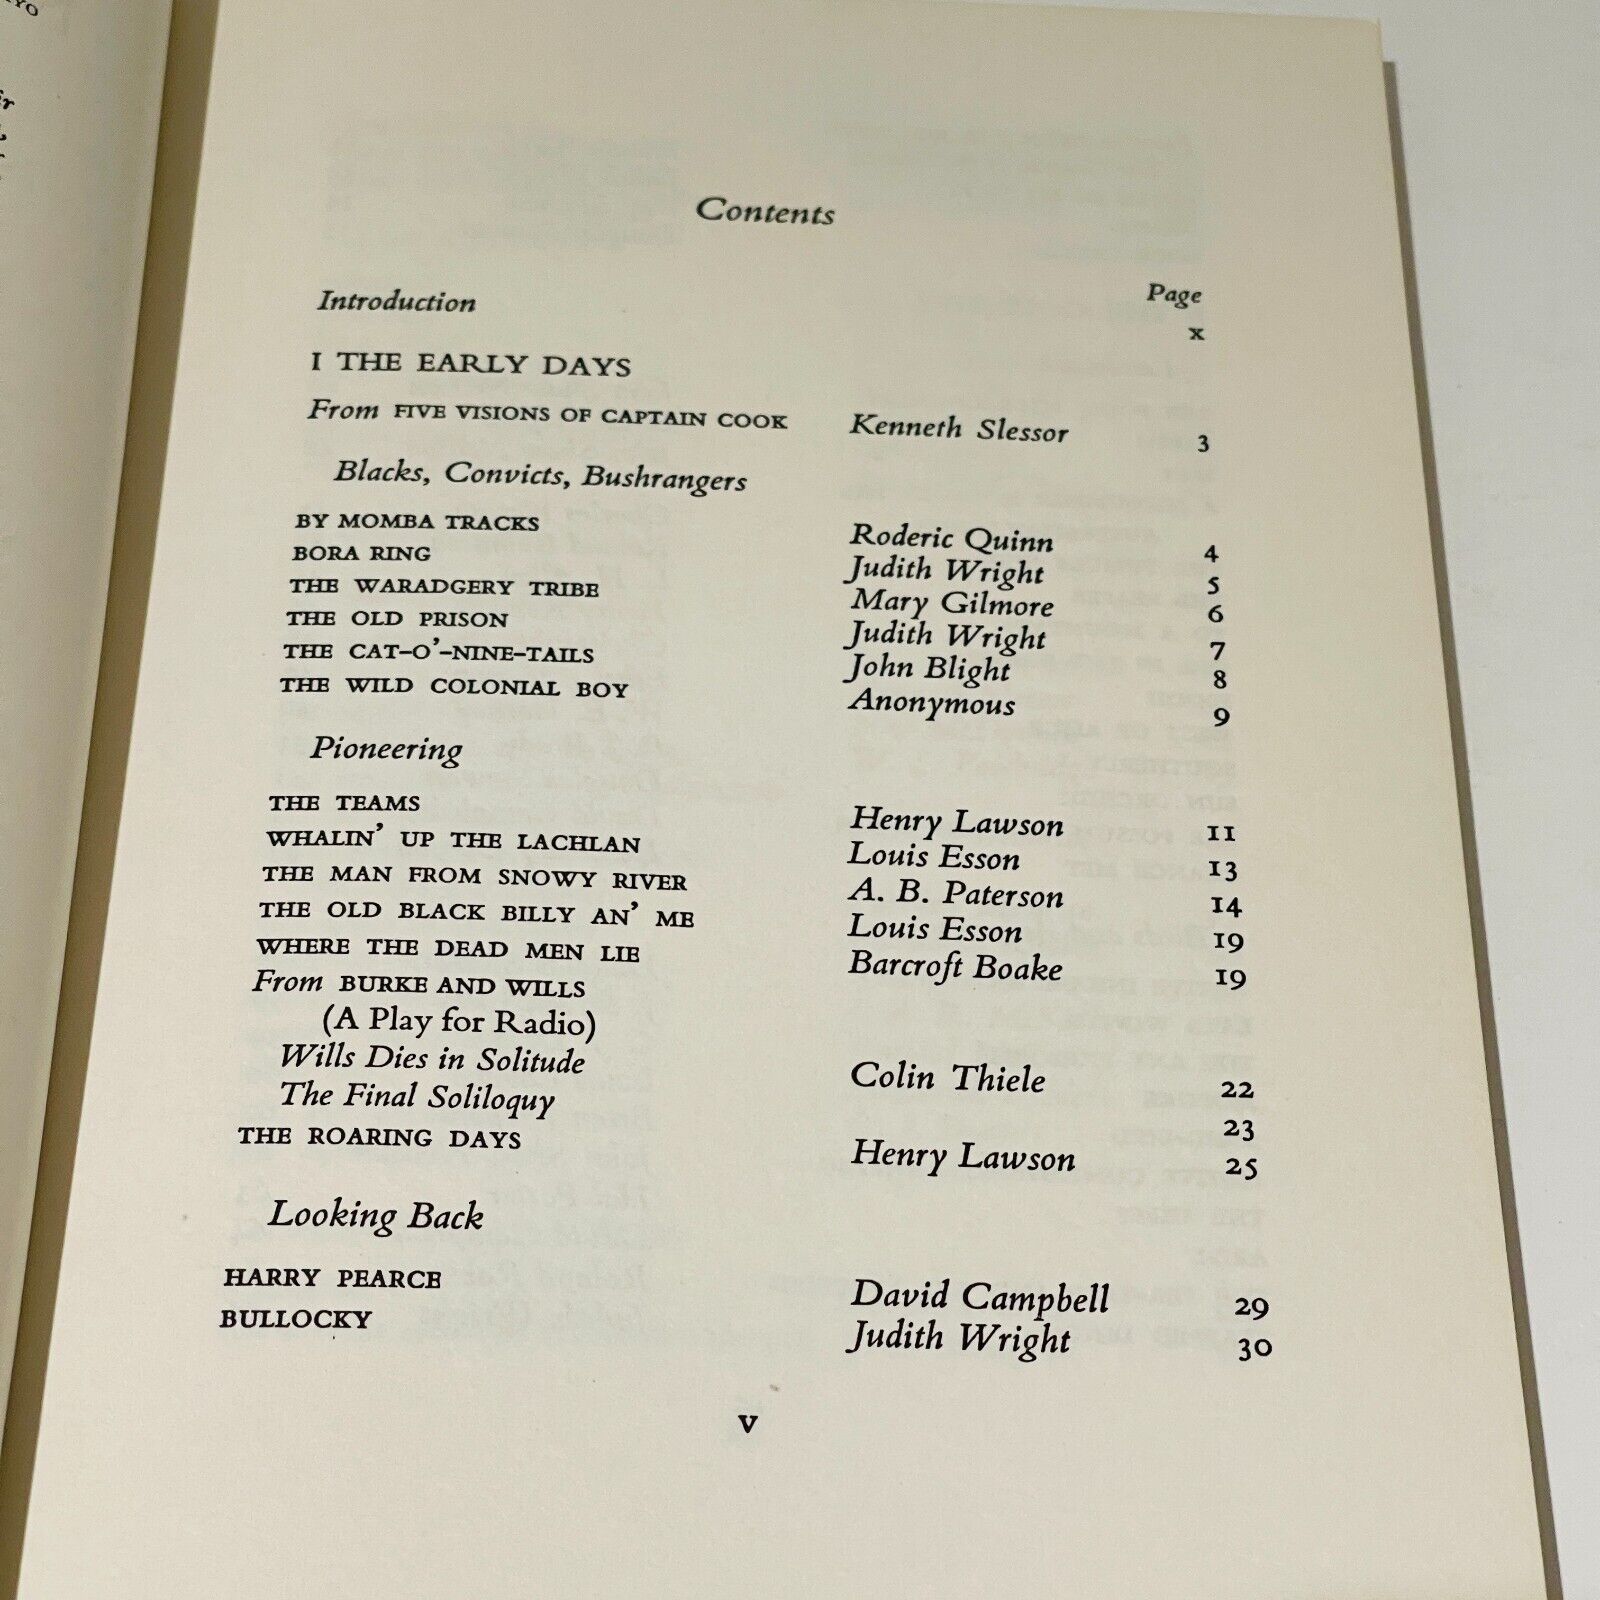 Contents
Page
Introduction x
I THE EARLY DAYS
From FIVE VISIONS OF CAPTAIN COOK Kenneth Slessor 3
Blacks, Convicts, Bushrangers
BY MOMBA TRACKS Roderic Quinn 4
BORA RING Judith Wright 5
THE WARADGERY TRIBE Mary Gilmore 6
THE OLD PRISON Judith Wright 7
THE CAT-O'-NINE-TAILS John Blight 8
THE WILD COLONIAL BOY Anonymous 9
Pioneering
THE TEAMS Henry Lawson 11
WHALIN' UP THE LACHLAN Louis Esson 13
THE MAN FROM SNOWY RIVER A. B. Paterson 14
THE OLD BLACK BILLY AN' ME Louis Esson 19
WHERE THE DEAD MEN LIE Barcroft Boake 19
From BURKE AND WILLS
(A Play for Radio)
Wills Dies in Solitude Colin Thiele 22
The Final Soliloquy 23
THE ROARING DAYS Henry Lawson 25
Looking Back
HARRY PEARCE David Campbell 29
BULLOCKY Judith Wright 30
v